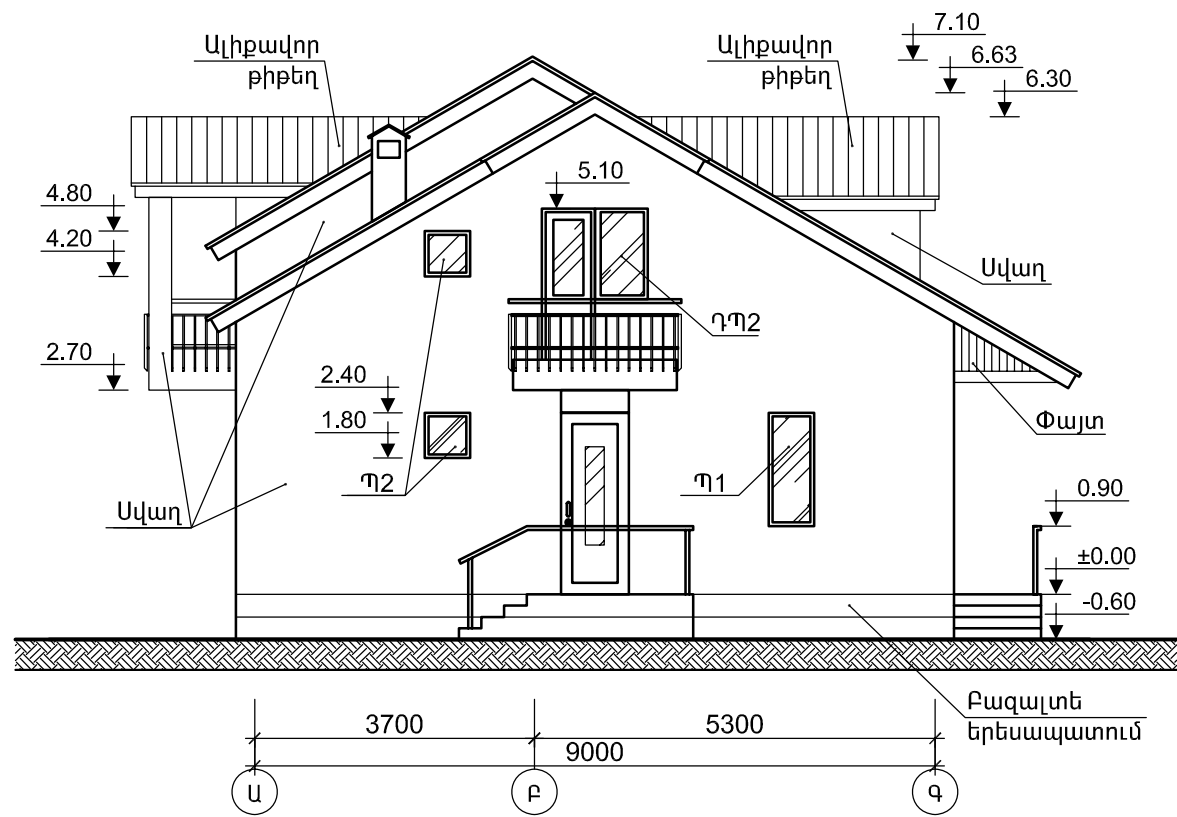 7.10
Ալիքավոր
թիթեղ
Ալիքավոր
թիթեղ
6.63
6.30
5.10
4.80
4.20
Սվաղ
ԴՊ2
2.70
2.40
1.80
Փայտ
Պ2
Պ1
0.90
Սվաղ
±0.00
-0.60
Բազալտե
երեսապատում
3700
5300
9000
Ա
Բ
Գ